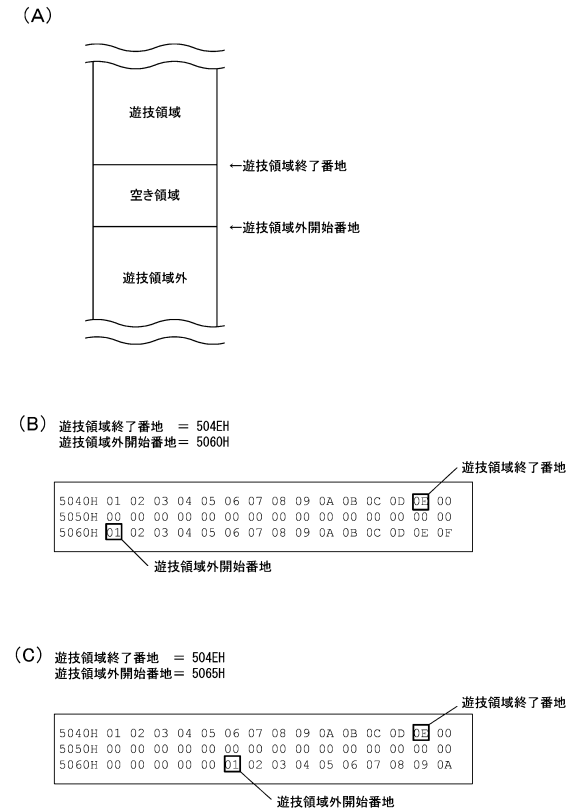 (A)
遊技領域
←遊技領域終了番地
空き領域
←遊技領域外開始番地
遊技領域外
(B) 遊技領域終了番地 = 504EH
遊技領域外開始番地= 5060H
遊技領域終了番地
5040H 01 02 03 04 05 06 07 08 09 0A 0B 0C 0D 0E 00
5050H 00 00 00 00 00 00 00 00 00 00 00 00 00 00 00
5060H 01 02 03 04 05 06 07 08 09 0A 0B 0C 0D 0E 0F
遊技領域外開始番地
(C) 遊技領域終了番地 = 504EH
遊技領域外開始番地= 5065H
遊技領域終了番地
5040H 01 02 03 04 05 06 07 08 09 0A 0B 0C 0D 0E 00
5050H 00 00 00 00 00 00 00 00 00 00 00 00 00 00 00
5060H 00 00 00 00 00 01 02 03 04 05 06 07 08 09 0A
遊技領域外開始番地